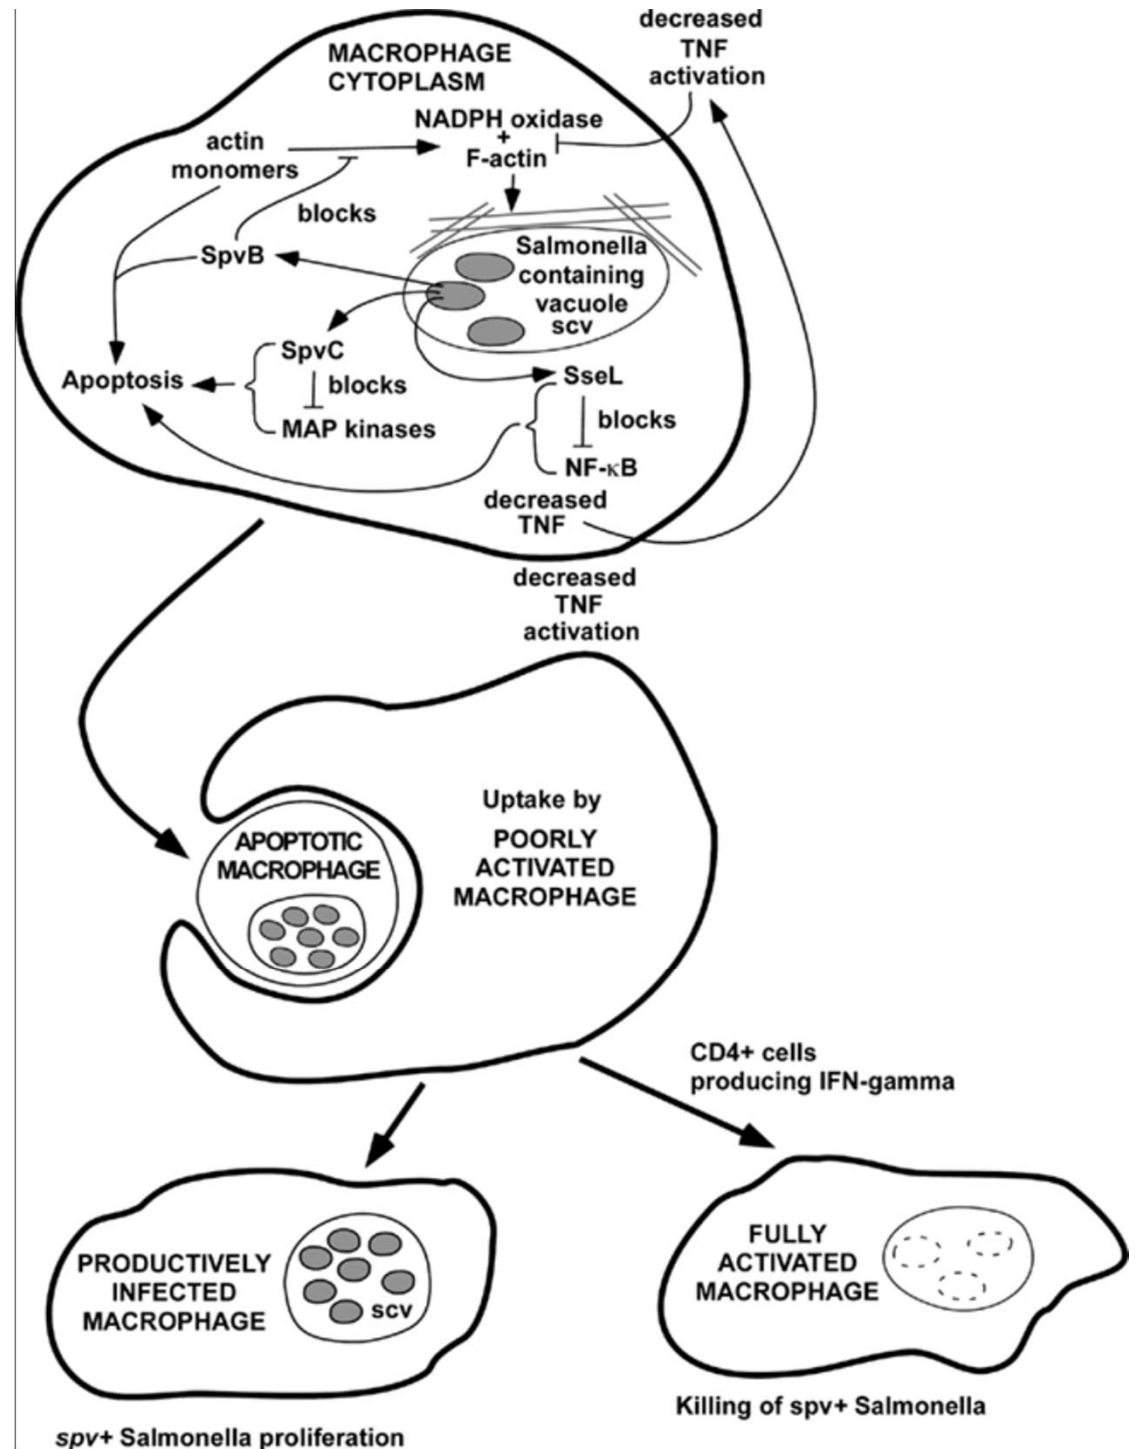 decreased
TNF
activation
MACROPHAGE
CYTOPLASM
NADPH oxidase
+
F-actin
actin
monomers
blocks
SpvB
Salmonella
containing
vacuole
scv
SpvC
blocks
MAP kinases
Apoptosis
SseL
blocks
NF-κB
decreased
TNF
decreased
TNF
activation
Uptake by
POORLY
ACTIVATED
MACROPHAGE
APOPTOTIC
MACROPHAGE
CD4+ cells
producing IFN-gamma
PRODUCTIVELY
INFECTED
MACROPHAGE
scv
FULLY
ACTIVATED
MACROPHAGE
Killing of spv+ Salmonella
spv+ Salmonella proliferation